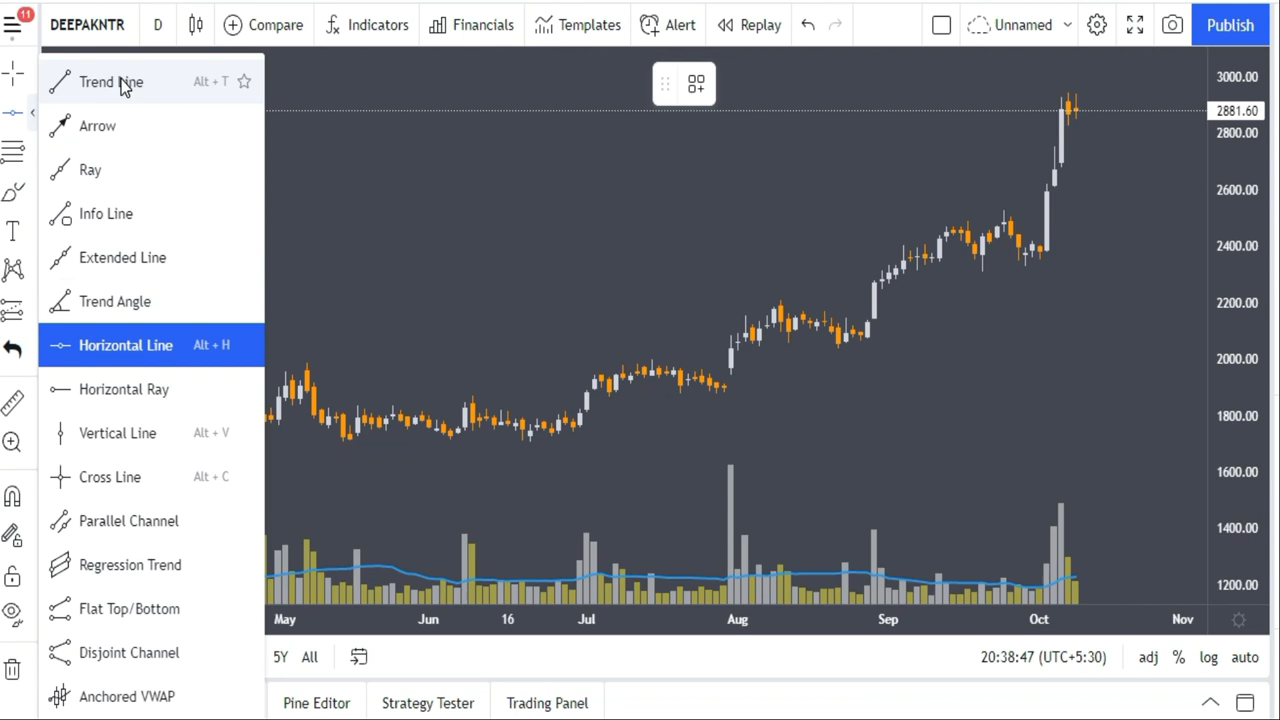 11
DEEPAKNTR
D
Compare
Indicators
Financials
Templates
Alert
Replay
Unnamed
Publish
Trend Line Alt + T
Arrow
Ray
Info Line
Extended Line
Trend Angle
Horizontal Line Alt + H
Horizontal Ray
Vertical Line Alt + V
Cross Line Alt + C
Parallel Channel
Regression Trend
Flat Top/Bottom
Disjoint Channel
Anchored VWAP
3000.00
2881.60
2800.00
2600.00
2400.00
2200.00
2000.00
1800.00
1600.00
1400.00
1200.00
May Jun 16 Jul Aug Sep Oct Nov
5Y All 20:38:47 (UTC+5:30) adj % log auto
Pine Editor Strategy Tester Trading Panel